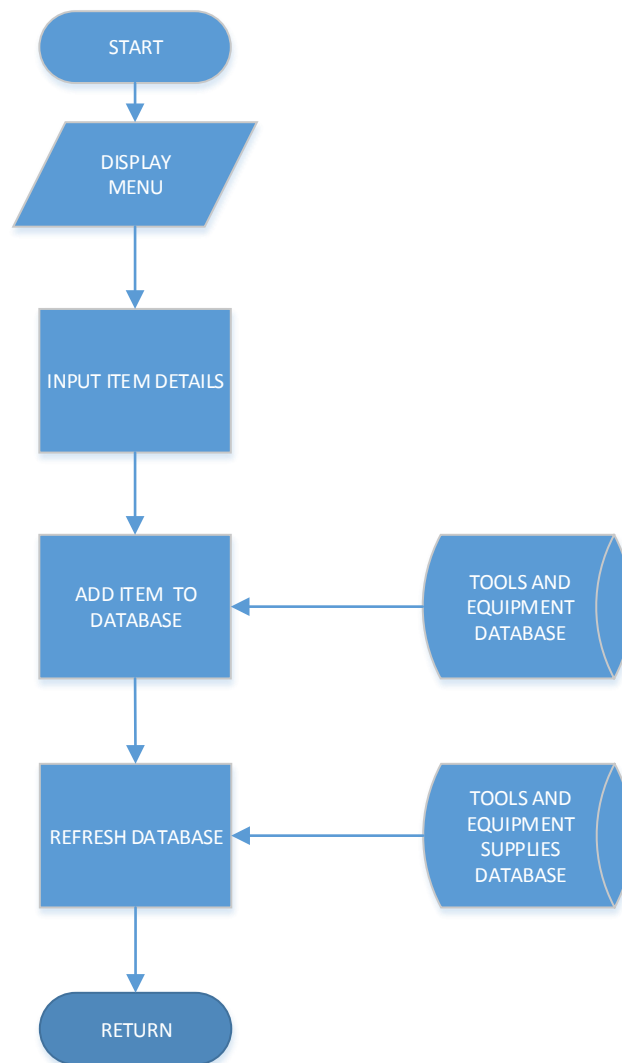 START
DISPLAY
MENU
INPUT ITEM DETAILS
ADD ITEM TO
DATABASE
TOOLS AND
EQUIPMENT
DATABASE
REFRESH DATABASE
TOOLS AND
EQUIPMENT
SUPPLIES
DATABASE
RETURN